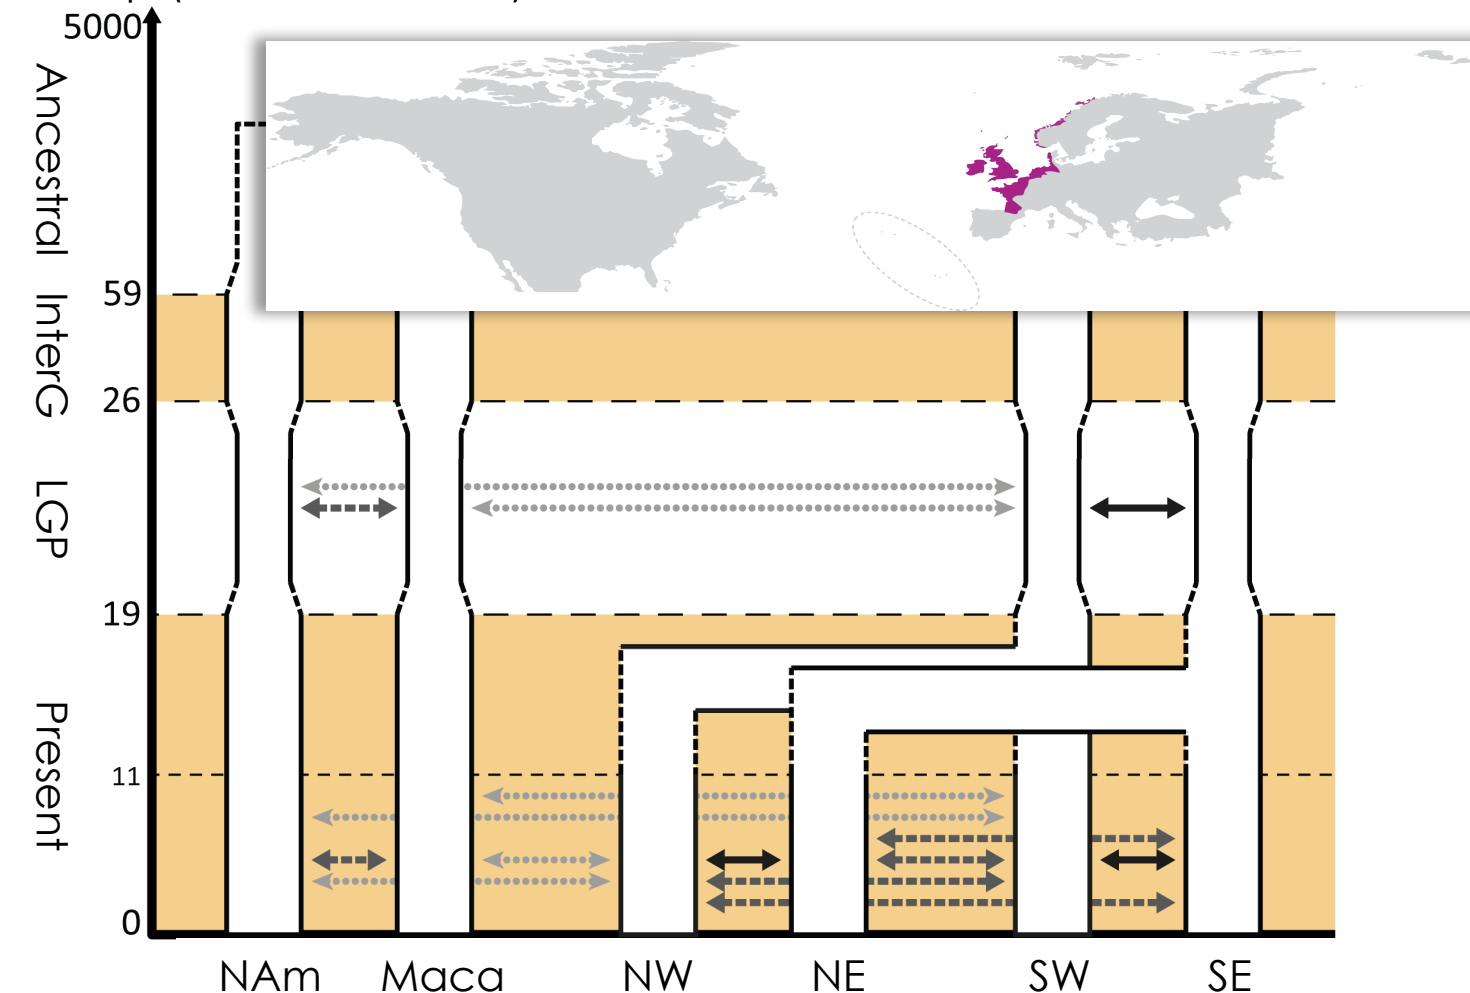 5000
Ancestral
59
InterG
26
LGP
19
Present
11
0
NAm Maca NW NE SW SE